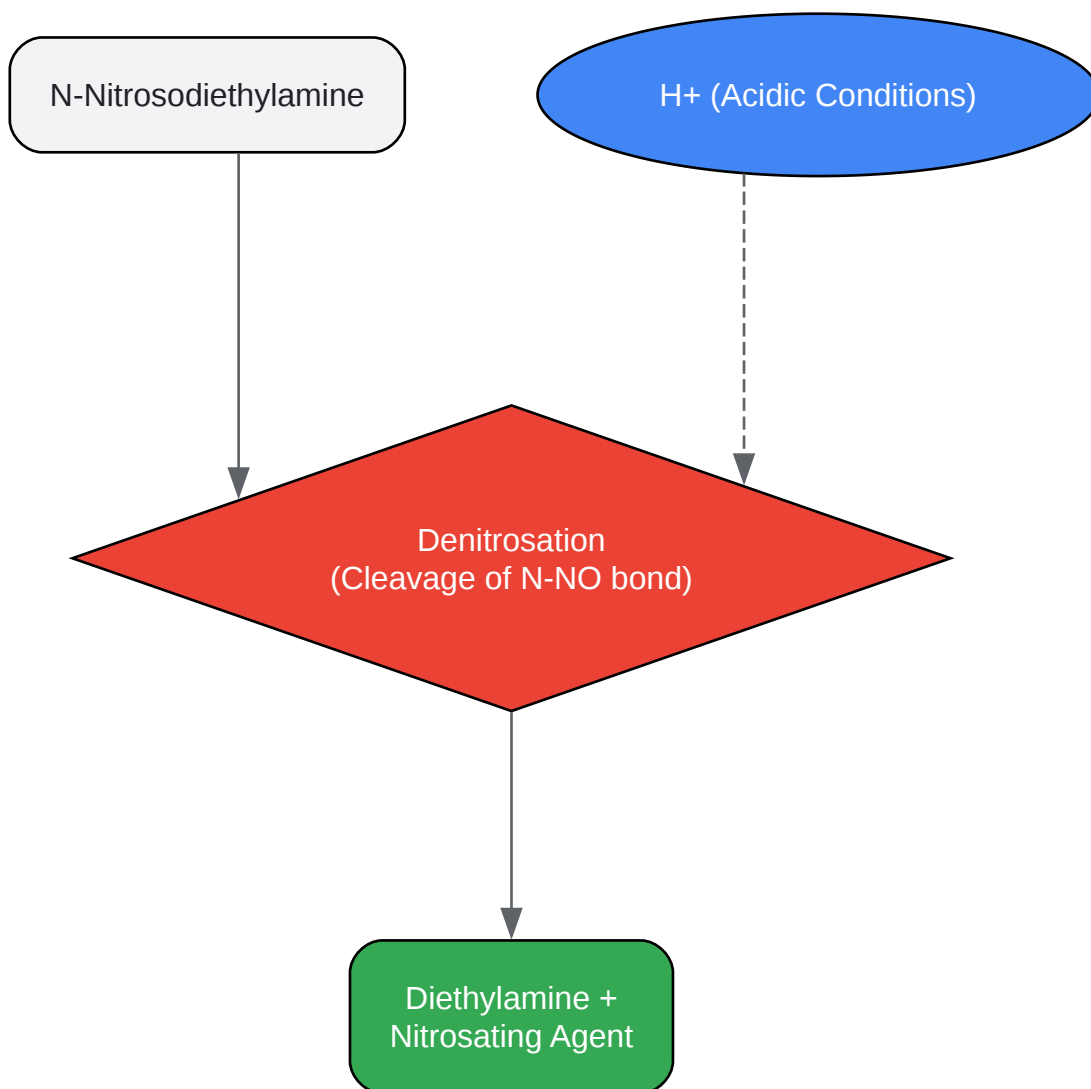 N-Nitrosodiethylamine
H+ (Acidic Conditions)
Denitrosation
(Cleavage of N-NO bond)
Diethylamine +
Nitrosating Agent